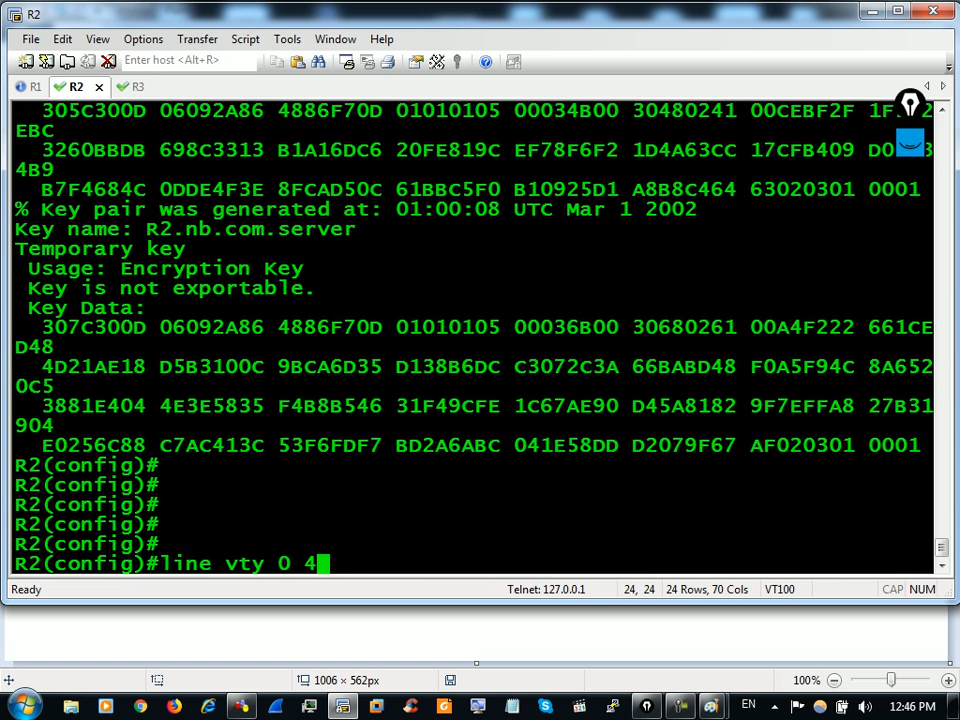 R2
File Edit View Options Transfer Script Tools Window Help
Enter host <Alt+R>
R1 R2 R3
305C300D 06092A86 4886F70D 01010105 00034B00 30480241 00CEBF2F
EBC
3260BBDB 698C3313 B1A16DC6 20FE819C EF78F6F2 1D4A63CC 17CFB409
4B9
B7F4684C 0DDE4F3E 8FCAD50C 61BBC5F0 B10925D1 A8B8C464 63020301 0001
% Key pair was generated at: 01:00:08 UTC Mar 1 2002
Key name: R2.nb.com.server
Temporary key
Usage: Encryption Key
Key is not exportable.
Key Data:
307C300D 06092A86 4886F70D 01010105 00036B00 30680261 00A4F222 661CE
D48
4D21AE18 D5B3100C 9BCA6D35 D138B6DC C3072C3A 66BABD48 F0A5F94C 8A652
0C5
3881E404 4E3E5835 F4B8B546 31F49CFE 1C67AE90 D45A8182 9F7EFFA8 27B31
904
E0256C88 C7AC413C 53F6FDF7 BD2A6ABC 041E58DD D2079F67 AF020301 0001
R2(config)#
R2(config)#
R2(config)#
R2(config)#
R2(config)#
R2(config)#line vty 0 4
Ready Telnet: 127.0.0.1 24, 24 24 Rows, 70 Cols VT100 CAP NUM
1006 × 562px 100%
EN 12:46 PM